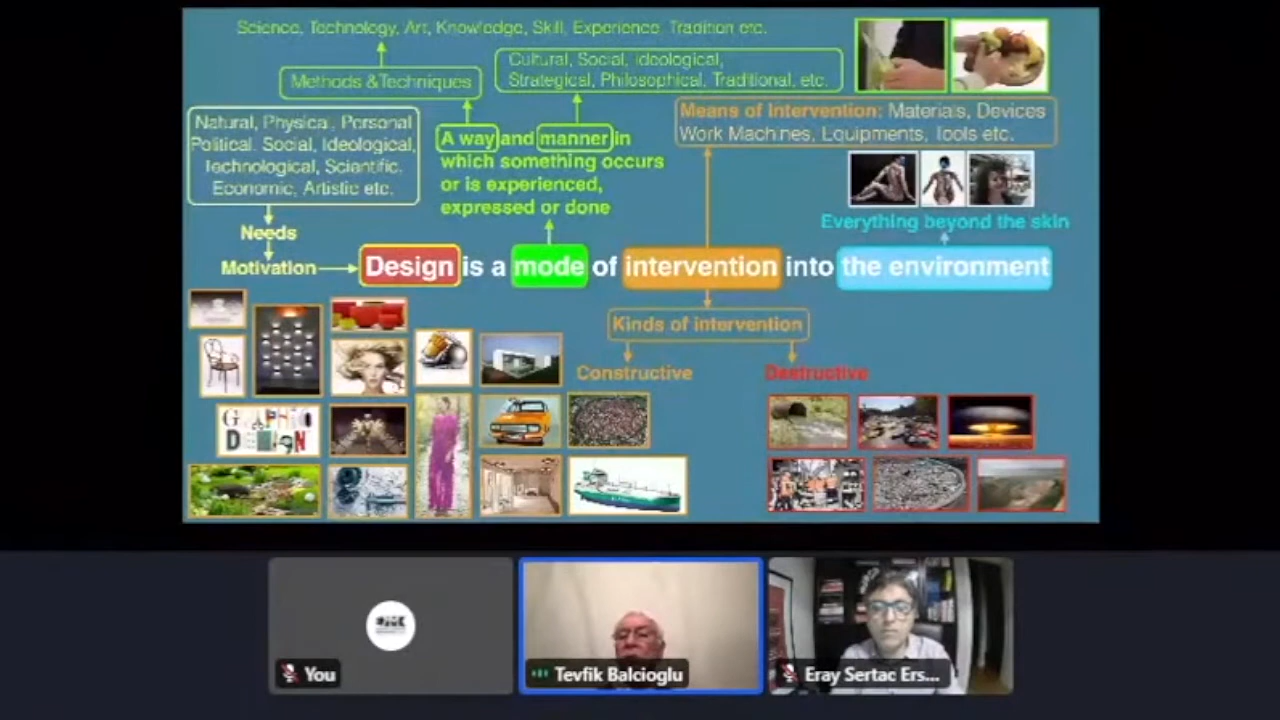 Science, Technology, Art, Knowledge, Skill, Experience, Tradition etc.
Methods &Techniques
Cultural, Social, Ideological,
Strategical, Philosophical, Traditional, etc.
Means of Intervention: Materials, Devices
Work Machines, Equipments, Tools etc.
Natural, Physical, Personal
Political, Social, Ideological,
Technological, Scientific,
Economic, Artistic etc.
A way and manner in
which something occurs
or is experienced,
expressed or done
Needs
Motivation
Everything beyond the skin
Design is a mode of intervention into the environment
Kinds of intervention
Constructive
Destructive
GRAPHIC
DESIGN
You
Tevfik Balcioglu
Eray Sertac Ers...